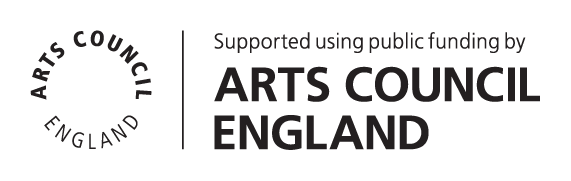 ARTS COUNCIL
ENGLAND
Supported using public funding by
ARTS COUNCIL
ENGLAND